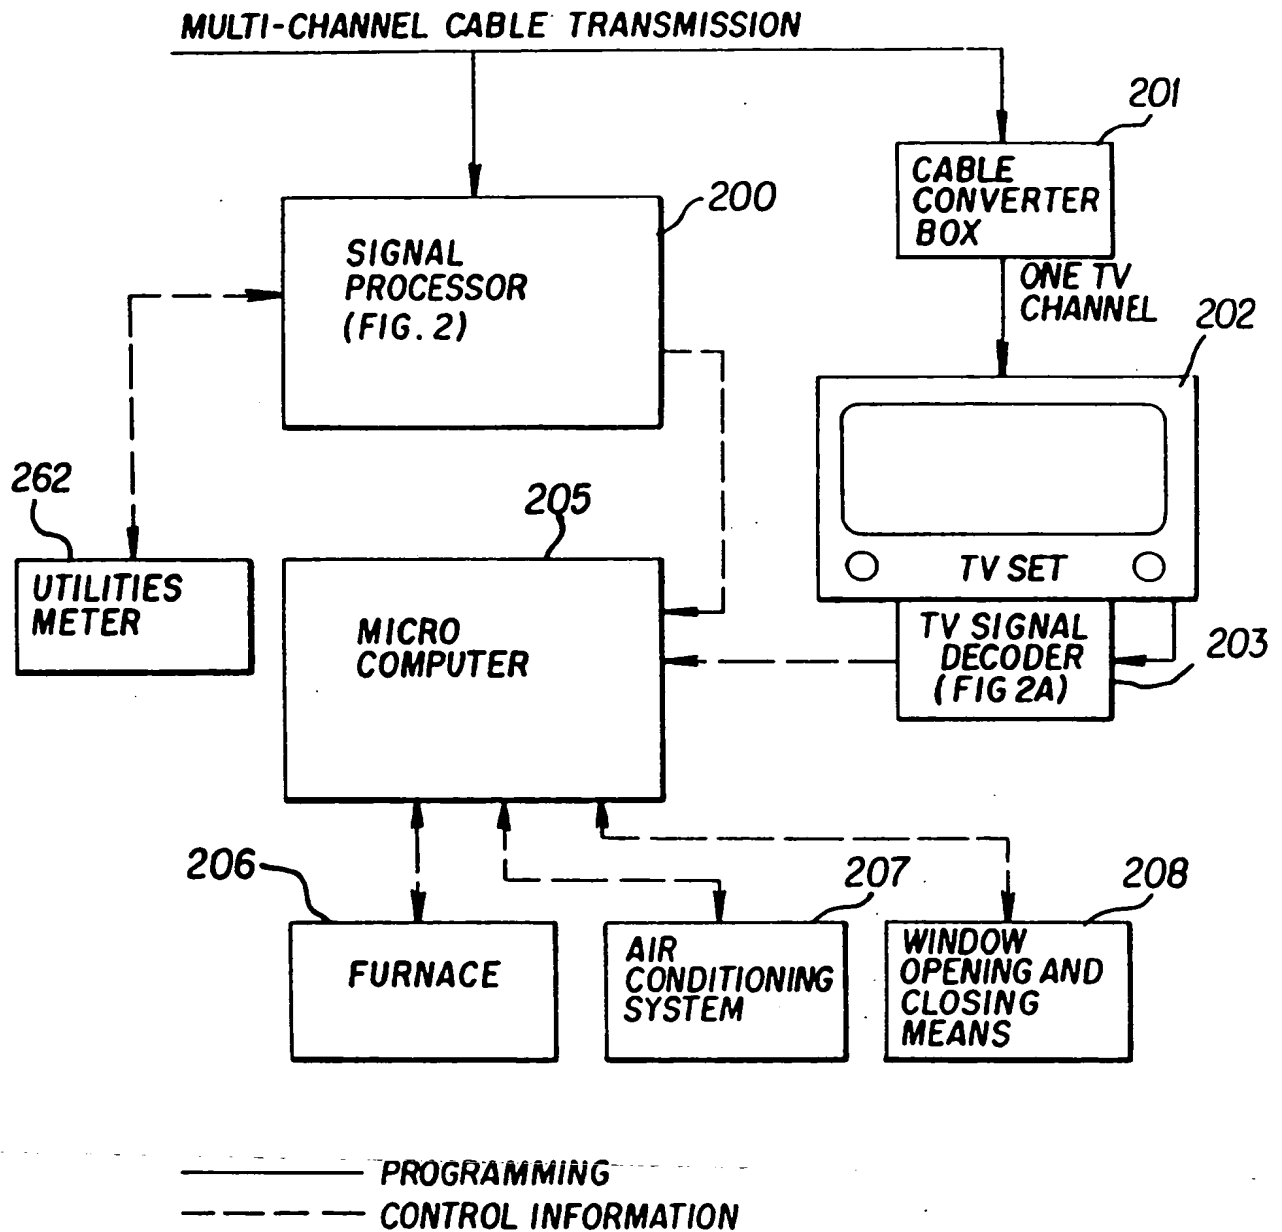 MULTI-CHANNEL CABLE TRANSMISSION
201
CABLE
CONVERTER
BOX
200
SIGNAL
PROCESSOR
(FIG. 2)
ONE TV
CHANNEL
202
262
UTILITIES
METER
205
MICRO
COMPUTER
TV SET
TV SIGNAL
DECODER
(FIG 2A)
203
206
FURNACE
207
AIR
CONDITIONING
SYSTEM
208
WINDOW
OPENING AND
CLOSING
MEANS
PROGRAMMING
CONTROL INFORMATION